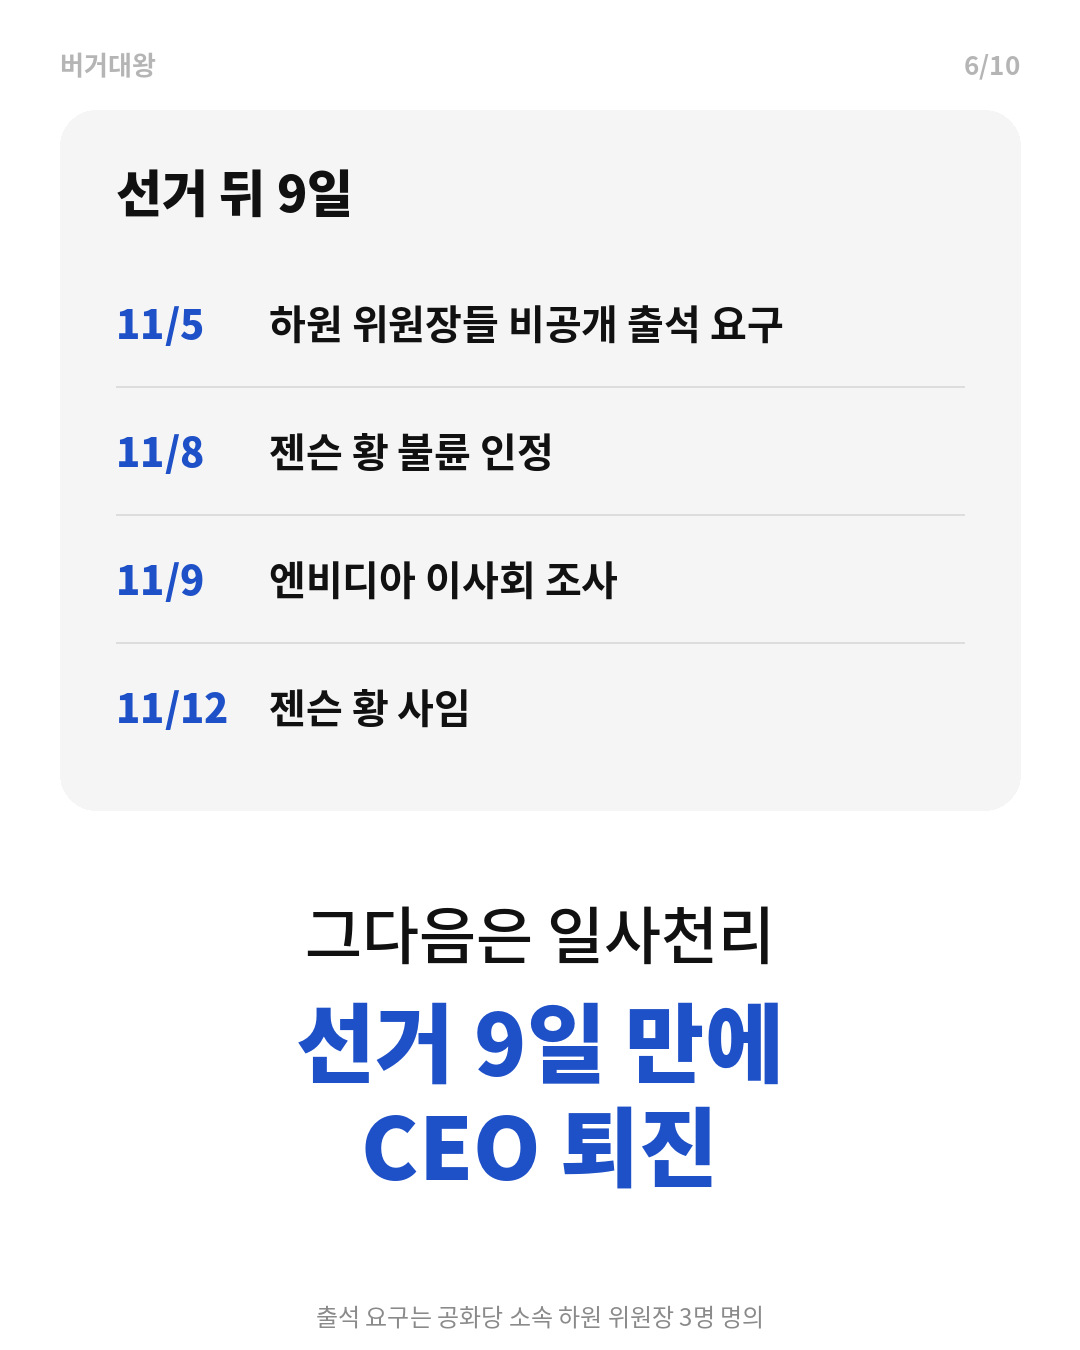 버거대왕
6/10
선거 뒤 9일
11/5 하원 위원장들 비공개 출석 요구
11/8 젠슨 황 불륜 인정
11/9 엔비디아 이사회 조사
11/12 젠슨 황 사임
그다음은 일사천리
선거 9일 만에
CEO 퇴진
출석 요구는 공화당 소속 하원 위원장 3명 명의